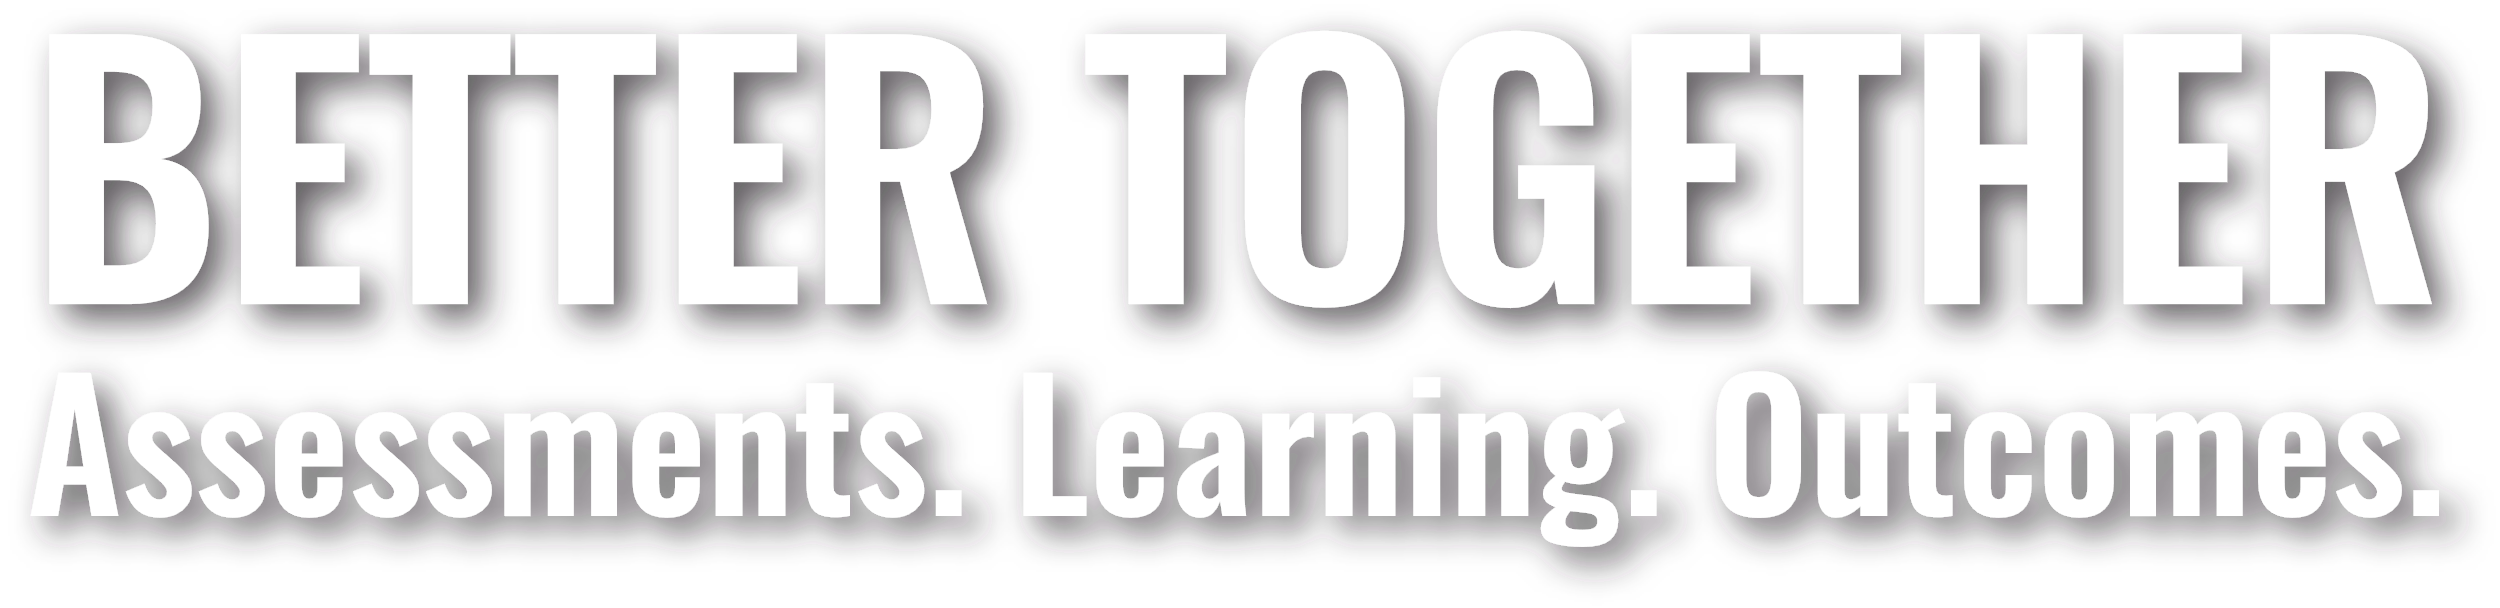 BETTER TOGETHER
Assessments. Learning. Outcomes.